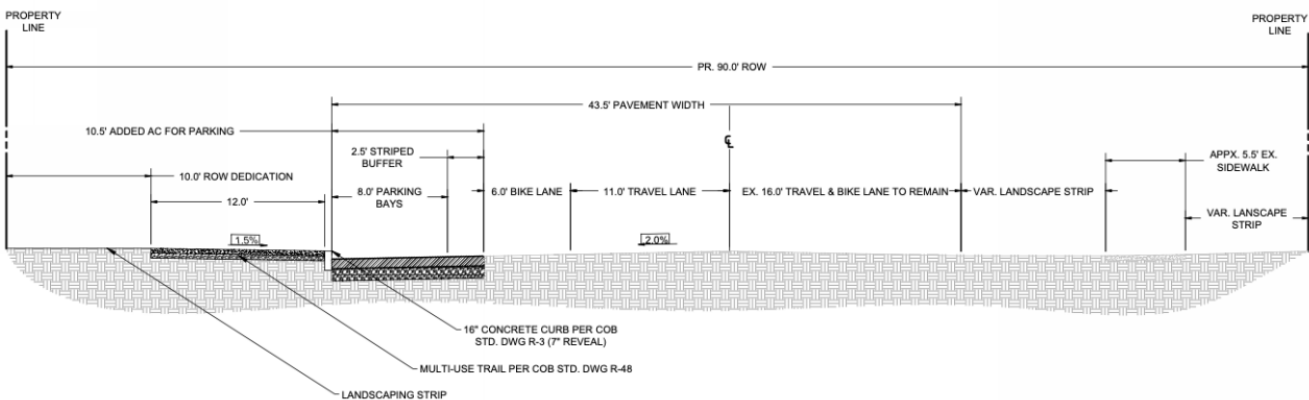 PROPERTY
LINE
PROPERTY
LINE
PR. 90.0' ROW
43.5' PAVEMENT WIDTH
10.5' ADDED AC FOR PARKING
2.5' STRIPED
BUFFER
℄
APPX. 5.5' EX.
SIDEWALK
10.0' ROW DEDICATION
8.0' PARKING
BAYS
6.0' BIKE LANE
11.0' TRAVEL LANE
EX. 16.0' TRAVEL & BIKE LANE TO REMAIN
VAR. LANDSCAPE STRIP
12.0'
VAR. LANSCAPE
STRIP
1.5%
2.0%
16" CONCRETE CURB PER COB
STD. DWG R-3 (7" REVEAL)
MULTI-USE TRAIL PER COB STD. DWG R-48
LANDSCAPING STRIP